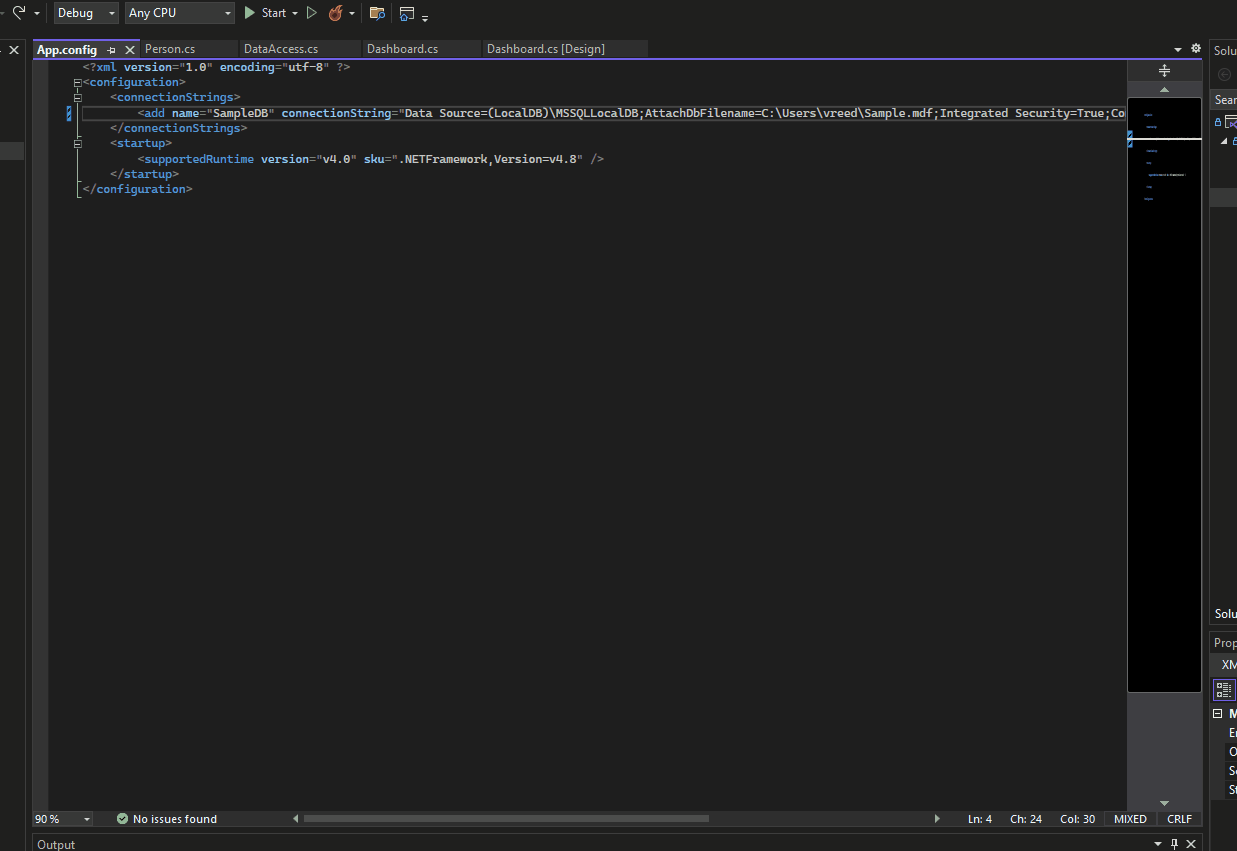 Debug Any CPU Start
App.config Person.cs DataAccess.cs Dashboard.cs Dashboard.cs [Design]
<?xml version="1.0" encoding="utf-8" ?>
<configuration>
<connectionStrings>
<add name="SampleDB" connectionString="Data Source=(LocalDB)\MSSQLLocalDB;AttachDbFilename=C:\Users\vreed\Sample.mdf;Integrated Security=True;Co
</connectionStrings>
<startup>
<supportedRuntime version="v4.0" sku=".NETFramework,Version=v4.8" />
</startup>
</configuration>
90 % No issues found Ln: 4 Ch: 24 Col: 30 MIXED CRLF
Output
Solu
Sear
Solu
Prop
XM
M